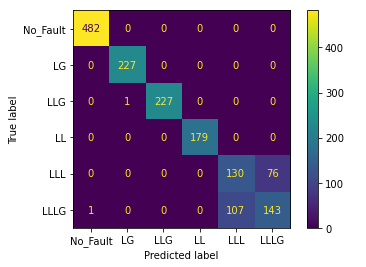 No_Fault 482 0 0 0 0 0
LG 0 227 0 0 0 0
LLG 0 1 227 0 0 0
LL 0 0 0 179 0 0
LLL 0 0 0 0 130 76
LLLG 1 0 0 0 107 143
No_Fault LG LLG LL LLL LLLG
Predicted label
True label
400
300
200
100
0